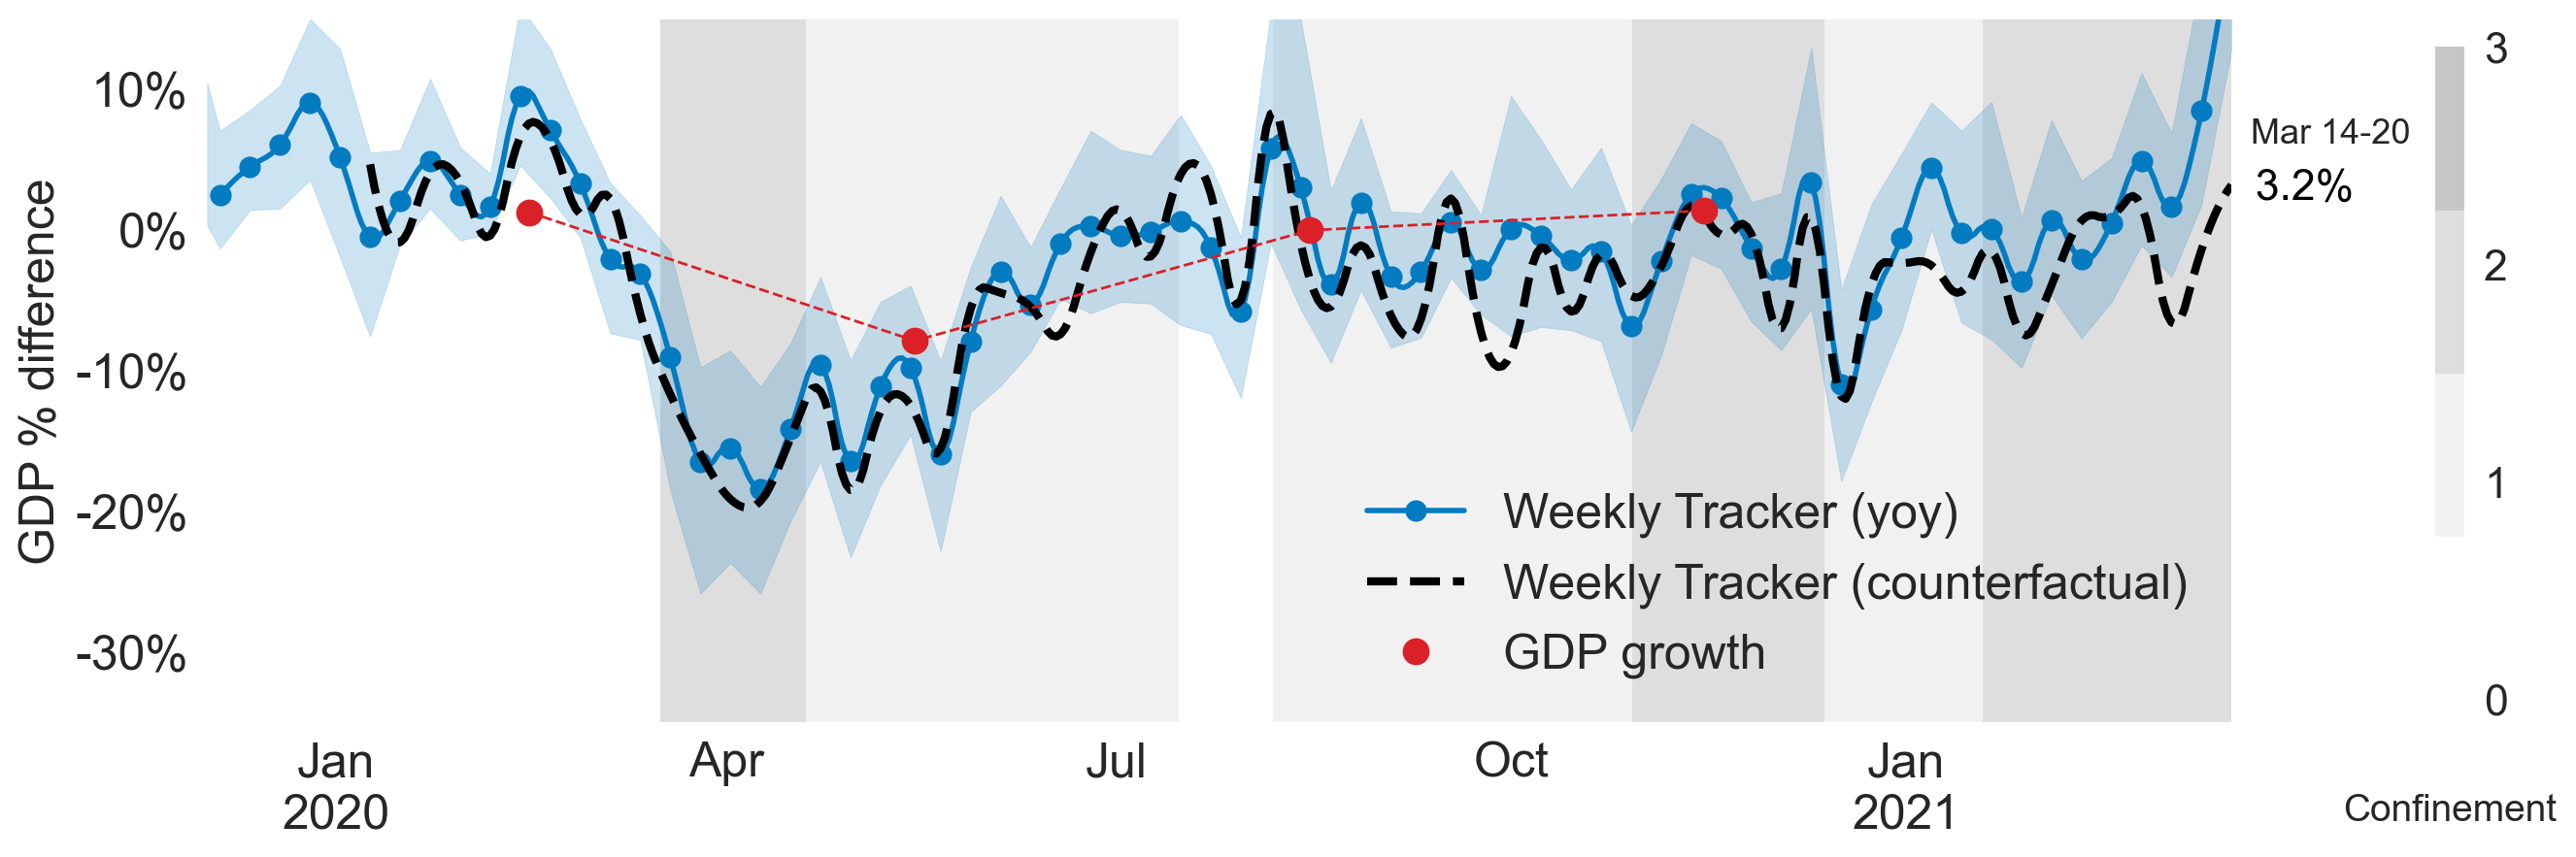 GDP % difference
10%
0%
-10%
-20%
-30%
Jan
2020
Apr
Jul
Oct
Jan
2021
Weekly Tracker (yoy)
Weekly Tracker (counterfactual)
GDP growth
Mar 14-20
3.2%
3
2
1
0
Confinement